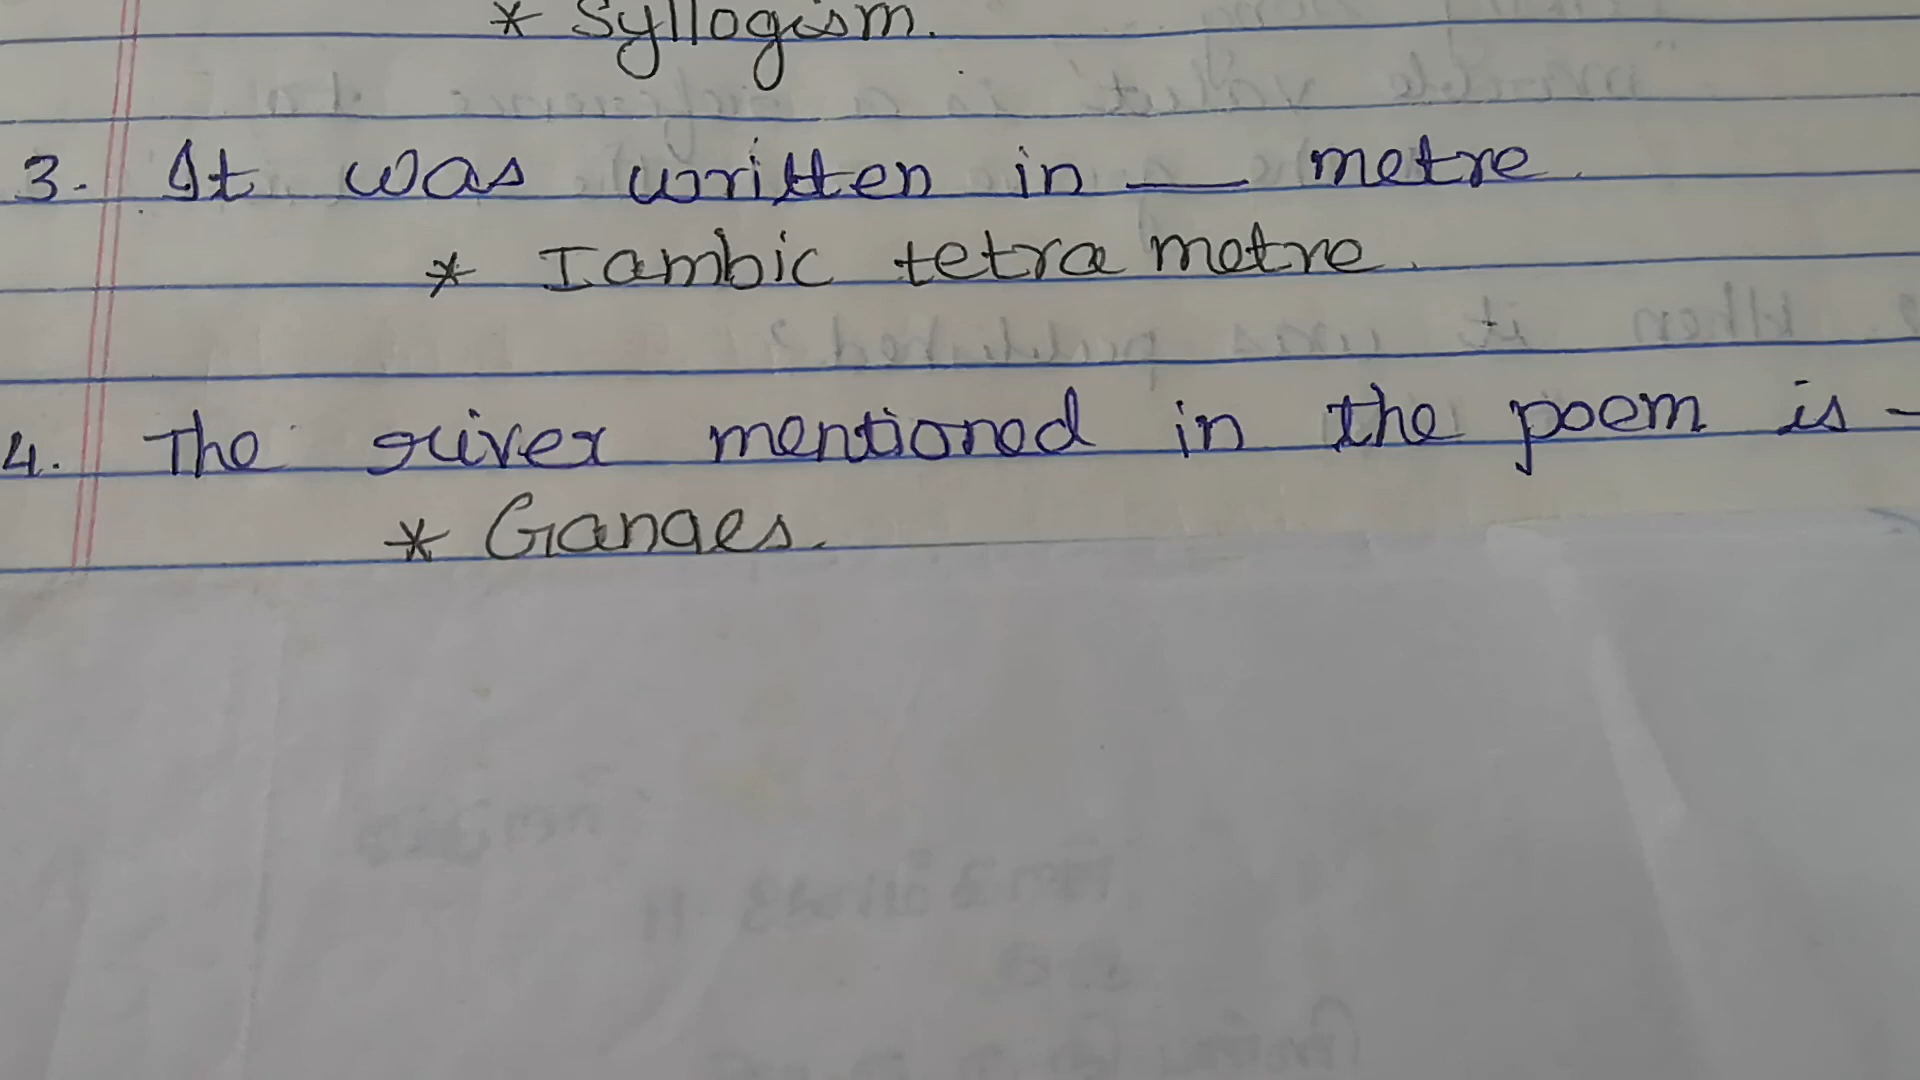 * Syllogism.
3. It was written in — metre.
* Iambic tetra metre.
4. The river mentioned in the poem is -
* Ganges.